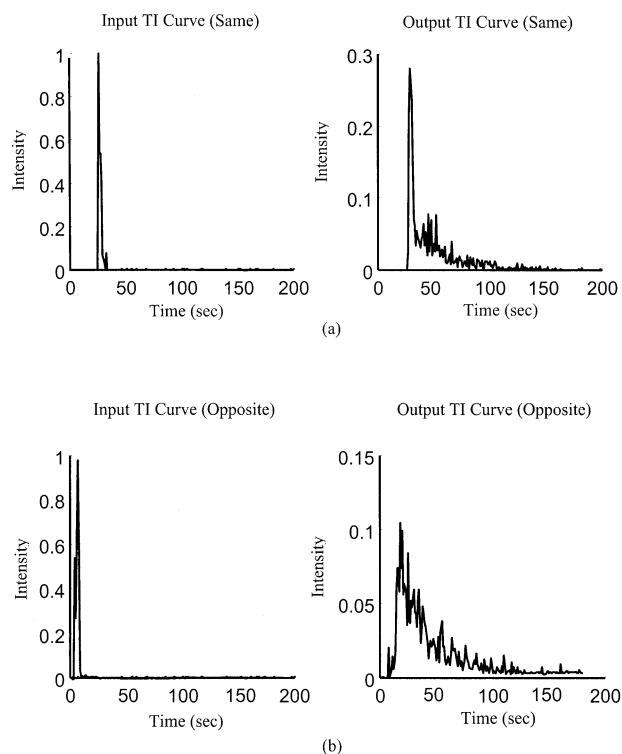 Input TI Curve (Same)
Output TI Curve (Same)
1
0.8
0.6
0.4
0.2
0
Intensity
0 50 100 150 200
Time (sec)
0.3
0.2
0.1
0
Intensity
0 50 100 150 200
Time (sec)
(a)
Input TI Curve (Opposite)
Output TI Curve (Opposite)
1
0.8
0.6
0.4
0.2
0
Intensity
0 50 100 150 200
Time (sec)
0.15
0.1
0.05
0
Intensity
0 50 100 150 200
Time (sec)
(b)